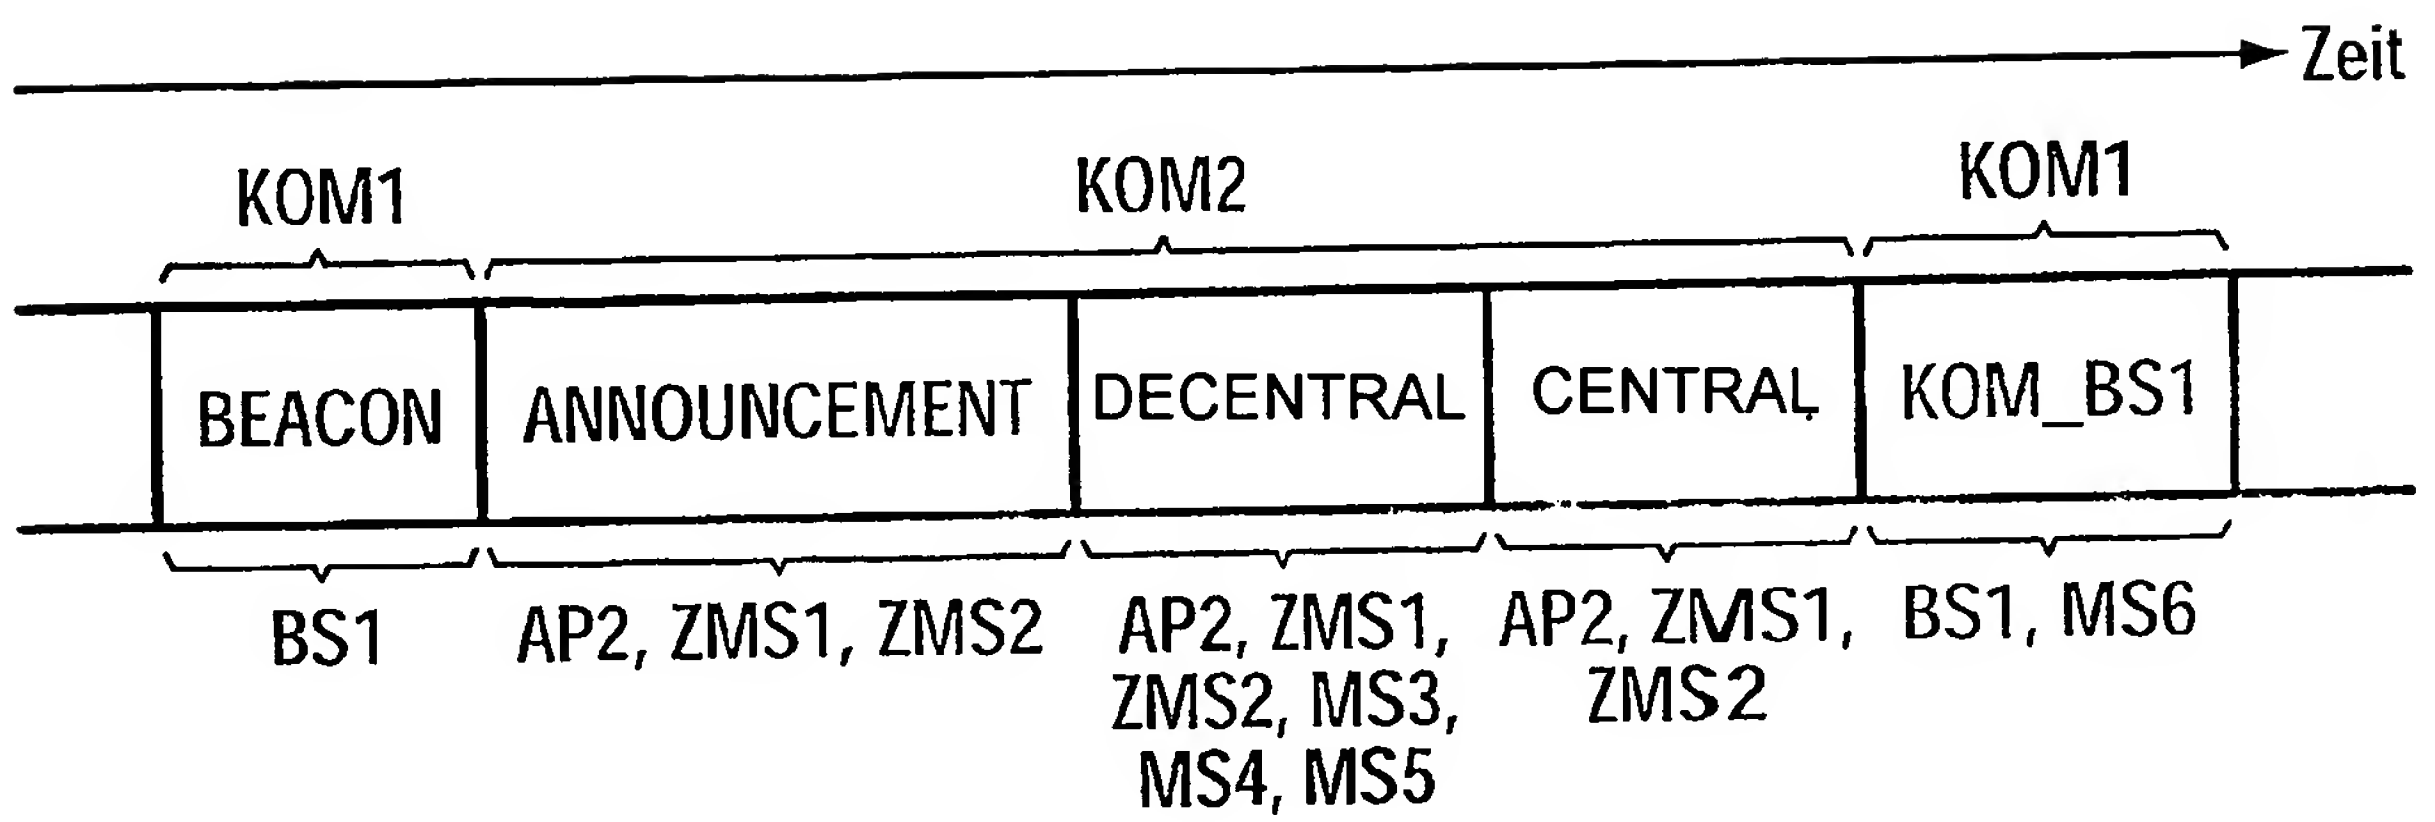 Zeit
KOM1
KOM2
KOM1
BEACON
ANNOUNCEMENT
DECENTRAL
CENTRAL
KOM_BS1
BS1
AP2, ZMS1, ZMS2
AP2, ZMS1,
ZMS2, MS3,
MS4, MS5
AP2, ZMS1,
ZMS2
BS1, MS6